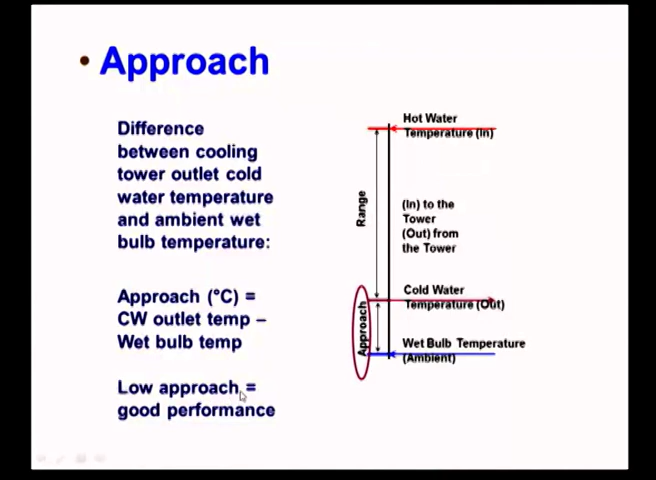 • Approach
Difference
between cooling
tower outlet cold
water temperature
and ambient wet
bulb temperature:
Approach (°C) =
CW outlet temp –
Wet bulb temp
Low approach =
good performance
Hot Water
Temperature (In)
Range
(In) to the
Tower
(Out) from
the Tower
Cold Water
Temperature (Out)
Approach
Wet Bulb Temperature
(Ambient)